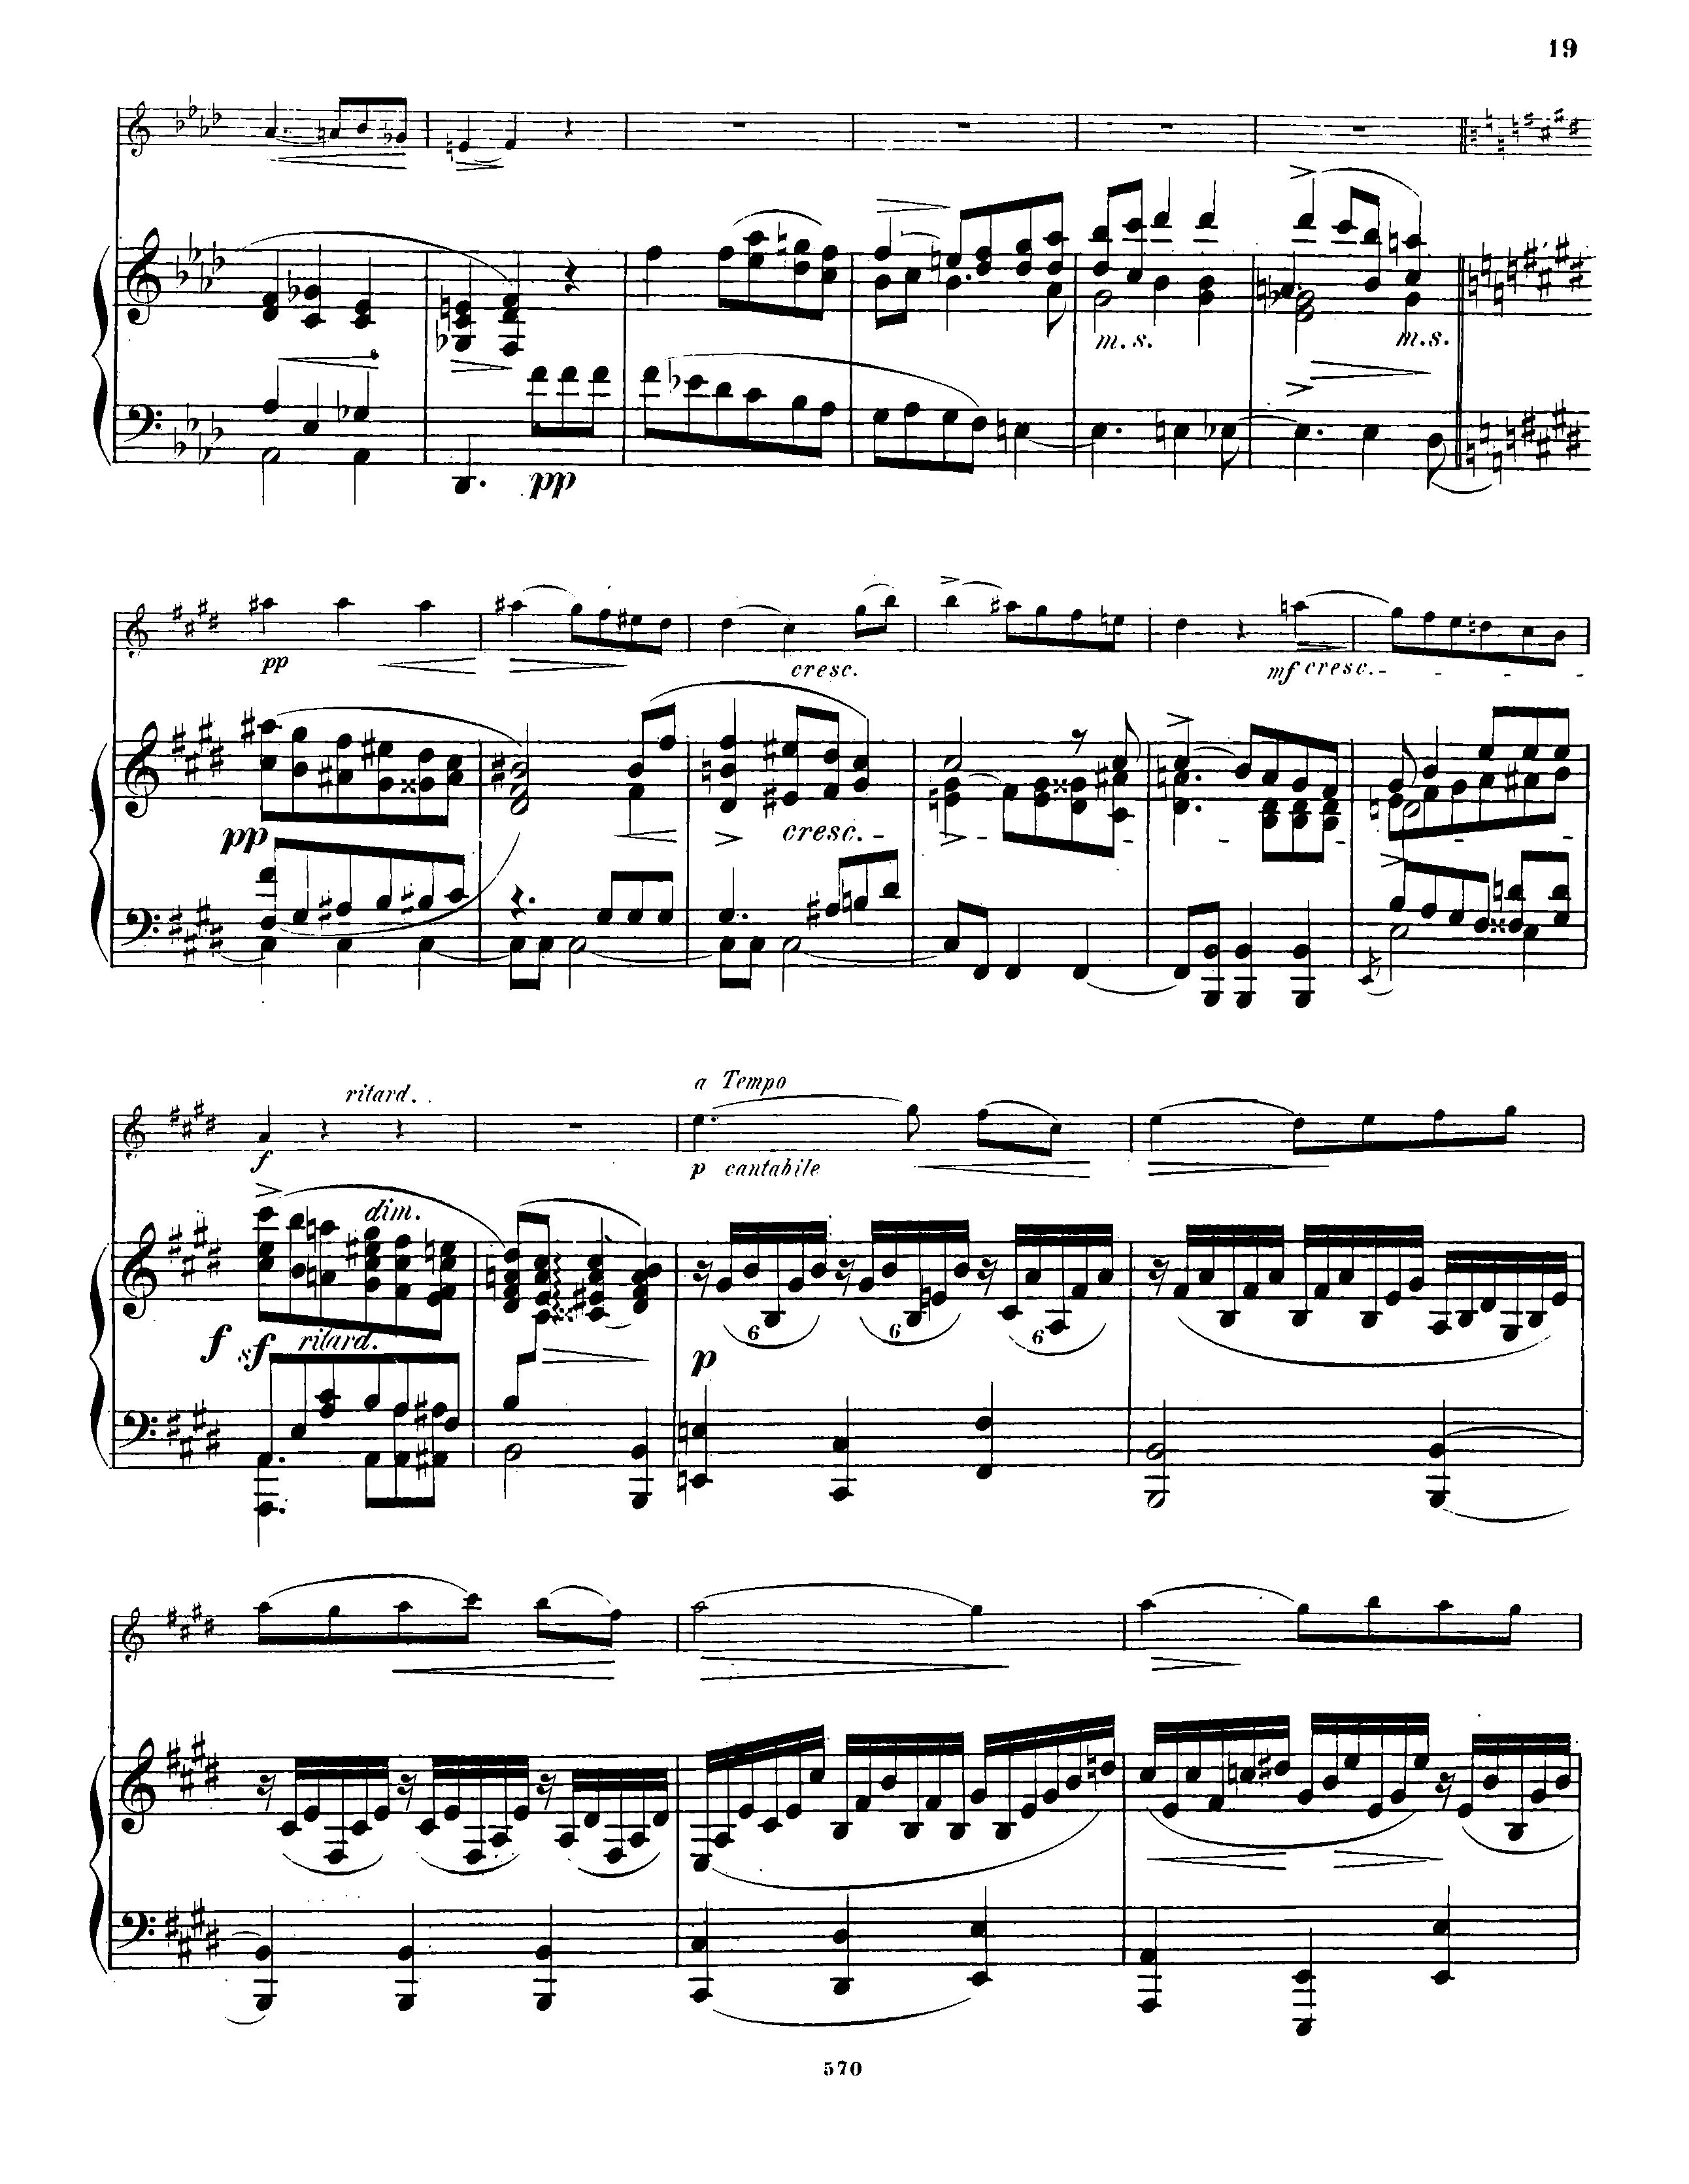 19
pp
m.s.
m.s.
pp
cresc.
mf cresc.
pp
cresc.
a Tempo
ritard.
f
p cantabile
dim.
f
sf
ritard.
p
6
6
6
570